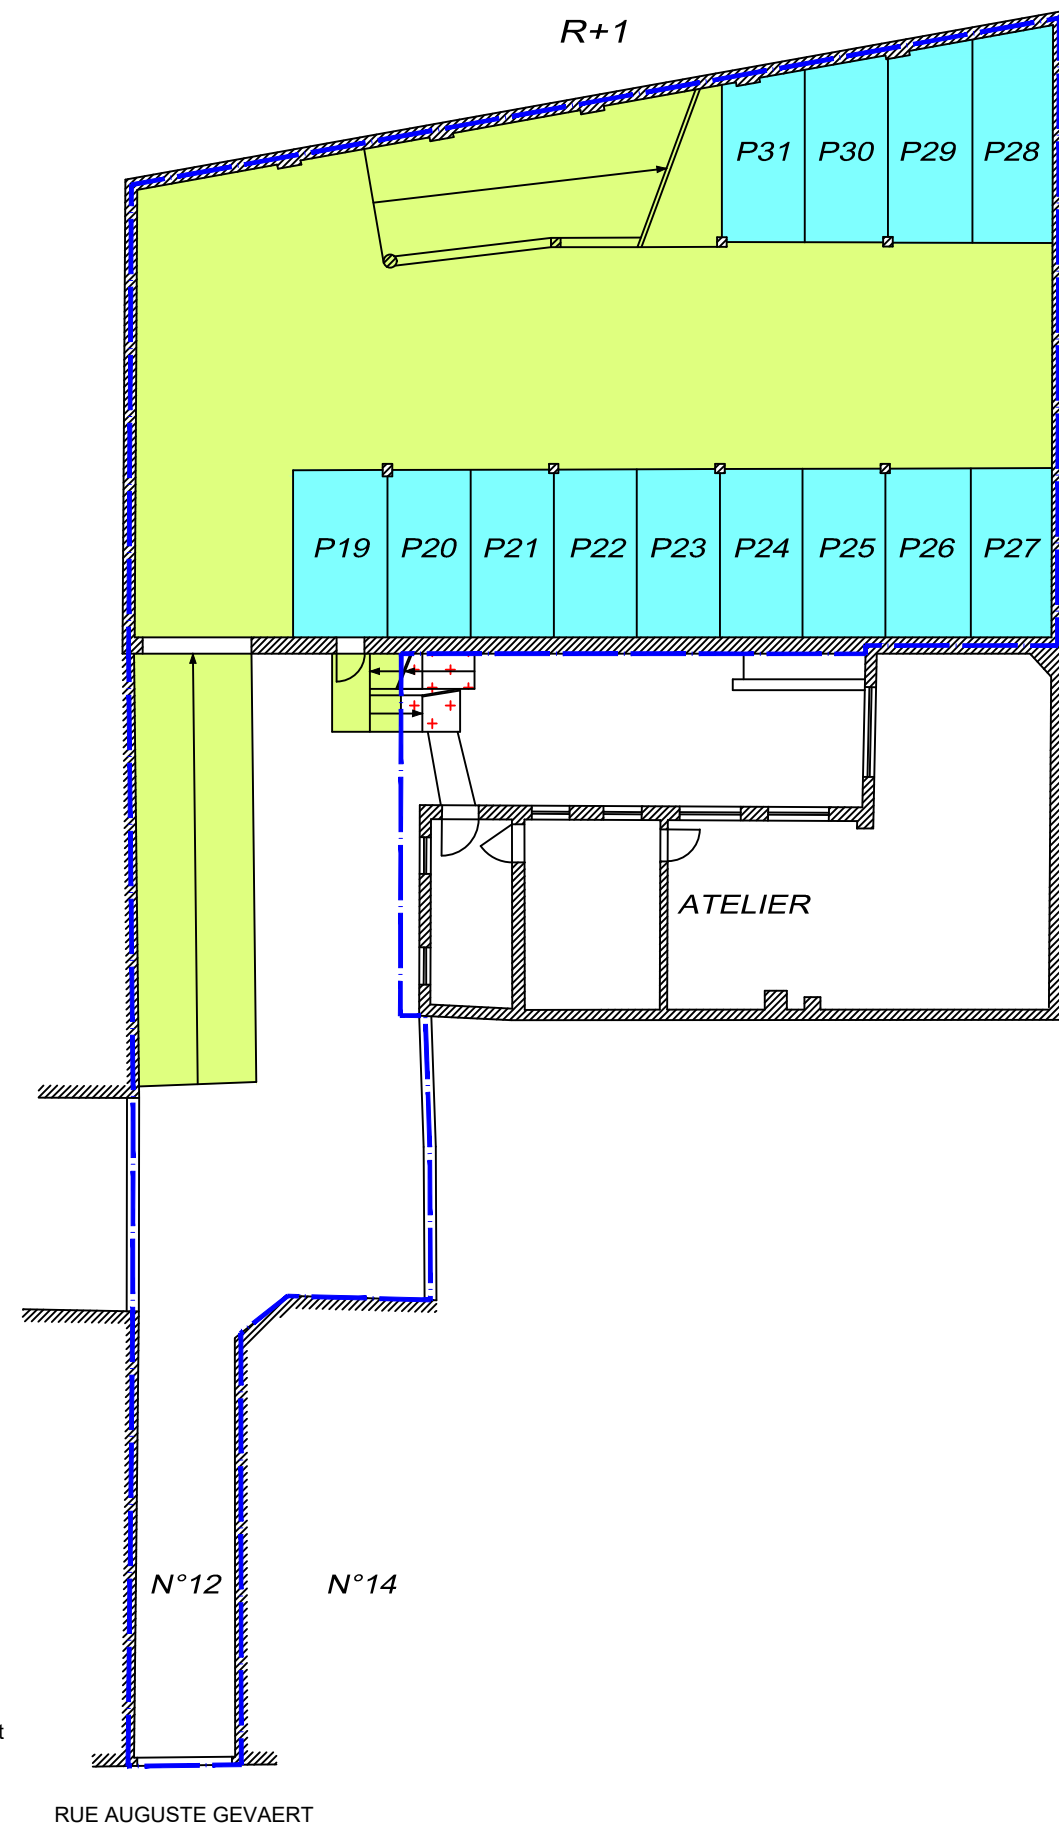 R+1
P31 P30 P29 P28
P19 P20 P21 P22 P23 P24 P25 P26 P27
ATELIER
N°12 N°14
t
RUE AUGUSTE GEVAERT